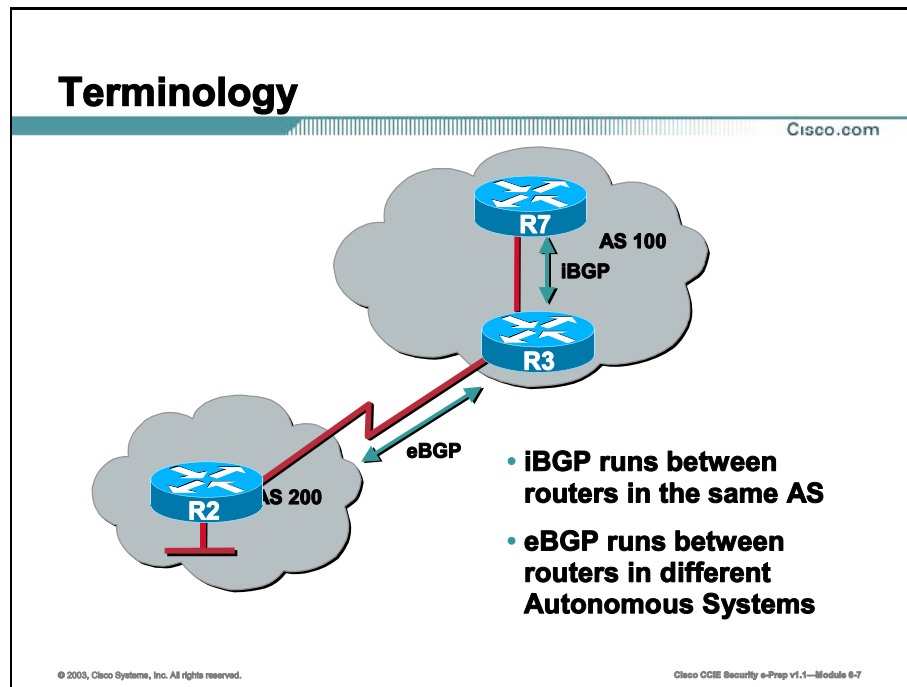 Terminology
Cisco.com
R7
AS 100
iBGP
R3
eBGP
AS 200
R2
• iBGP runs between
routers in the same AS
• eBGP runs between
routers in different
Autonomous Systems
© 2003, Cisco Systems, Inc. All rights reserved.
Cisco CCIE Security e-Prep v1.1—Module 6-7